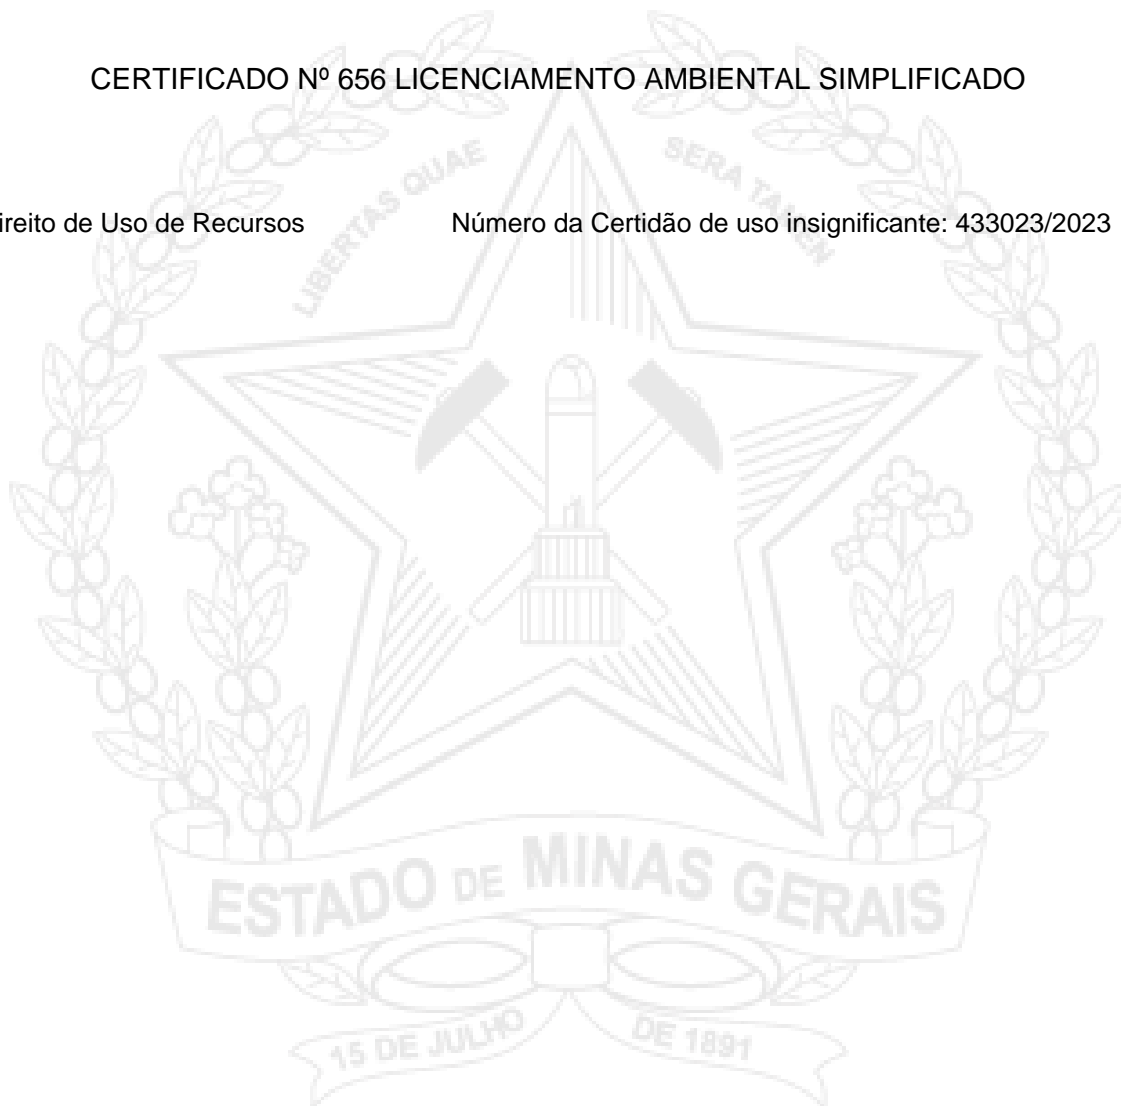 CERTIFICADO Nº 656 LICENCIAMENTO AMBIENTAL SIMPLIFICADO
LIBERTAS QUAE SERA TAMEN
ireito de Uso de Recursos Número da Certidão de uso insignificante: 433023/2023
ESTADO DE MINAS GERAIS
15 DE JULHO DE 1891